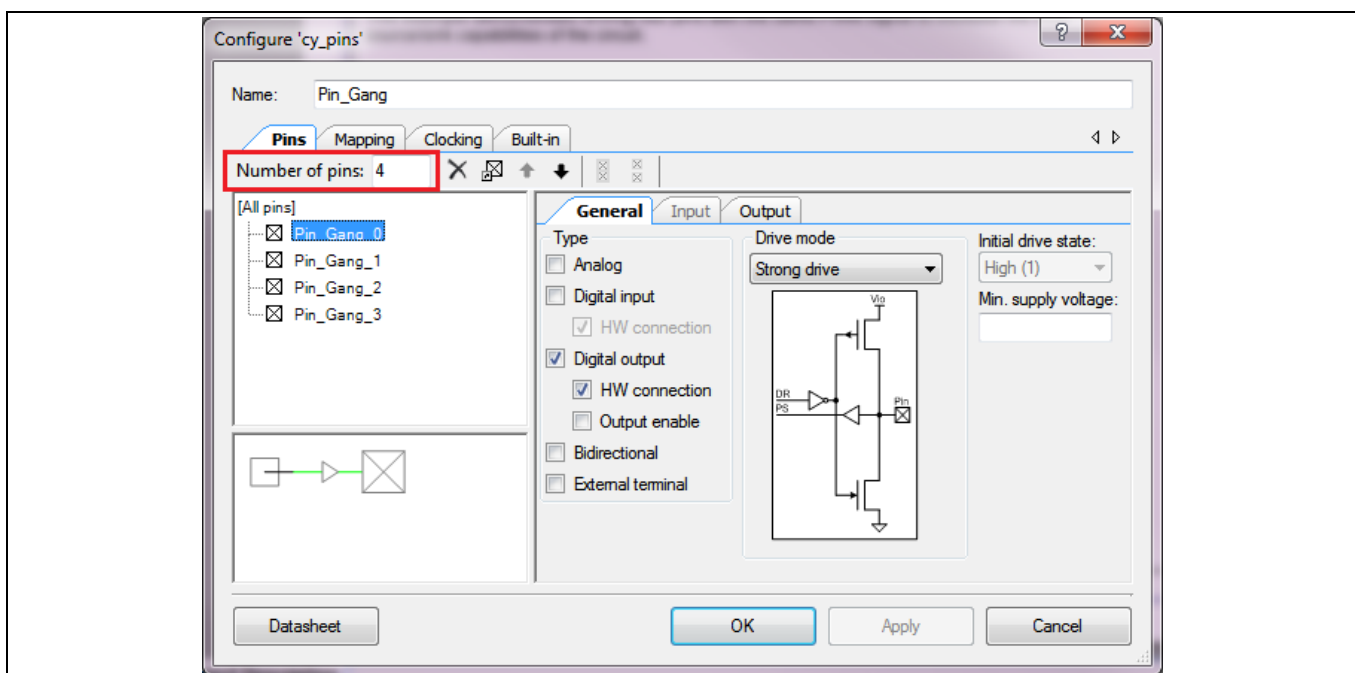 Configure 'cy_pins'
Name: Pin_Gang
Pins Mapping Clocking Built-in
Number of pins: 4
[All pins]
Pin_Gang_0
Pin_Gang_1
Pin_Gang_2
Pin_Gang_3
General Input Output
Type
Analog
Digital input
HW connection
Digital output
HW connection
Output enable
Bidirectional
External terminal
Drive mode
Strong drive
Vio
DR
PS
Pin
Initial drive state:
High (1)
Min. supply voltage:
Datasheet OK Apply Cancel